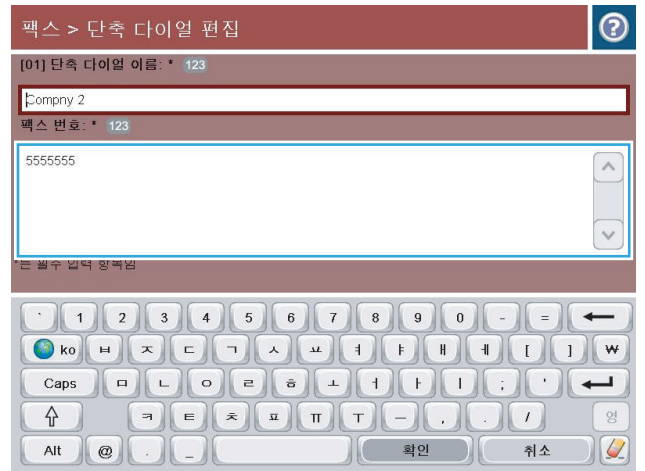 팩스 > 단축 다이얼 편집 ?
[01] 단축 다이얼 이름: * 123
Compny 2
팩스 번호: * 123
5555555
*는 필수 입력 항목임
` 1 2 3 4 5 6 7 8 9 0 - =
ko ㅂ ㅈ ㄷ ㄱ ㅅ ㅛ ㅕ ㅑ ㅐ ㅔ [ ] ₩
Caps ㅁ ㄴ ㅇ ㄹ ㅎ ㅗ ㅓ ㅏ ㅣ ; '
ㅋ ㅌ ㅊ ㅍ ㅠ ㅜ ㅡ , . / 영
Alt @ . _ 확인 취소